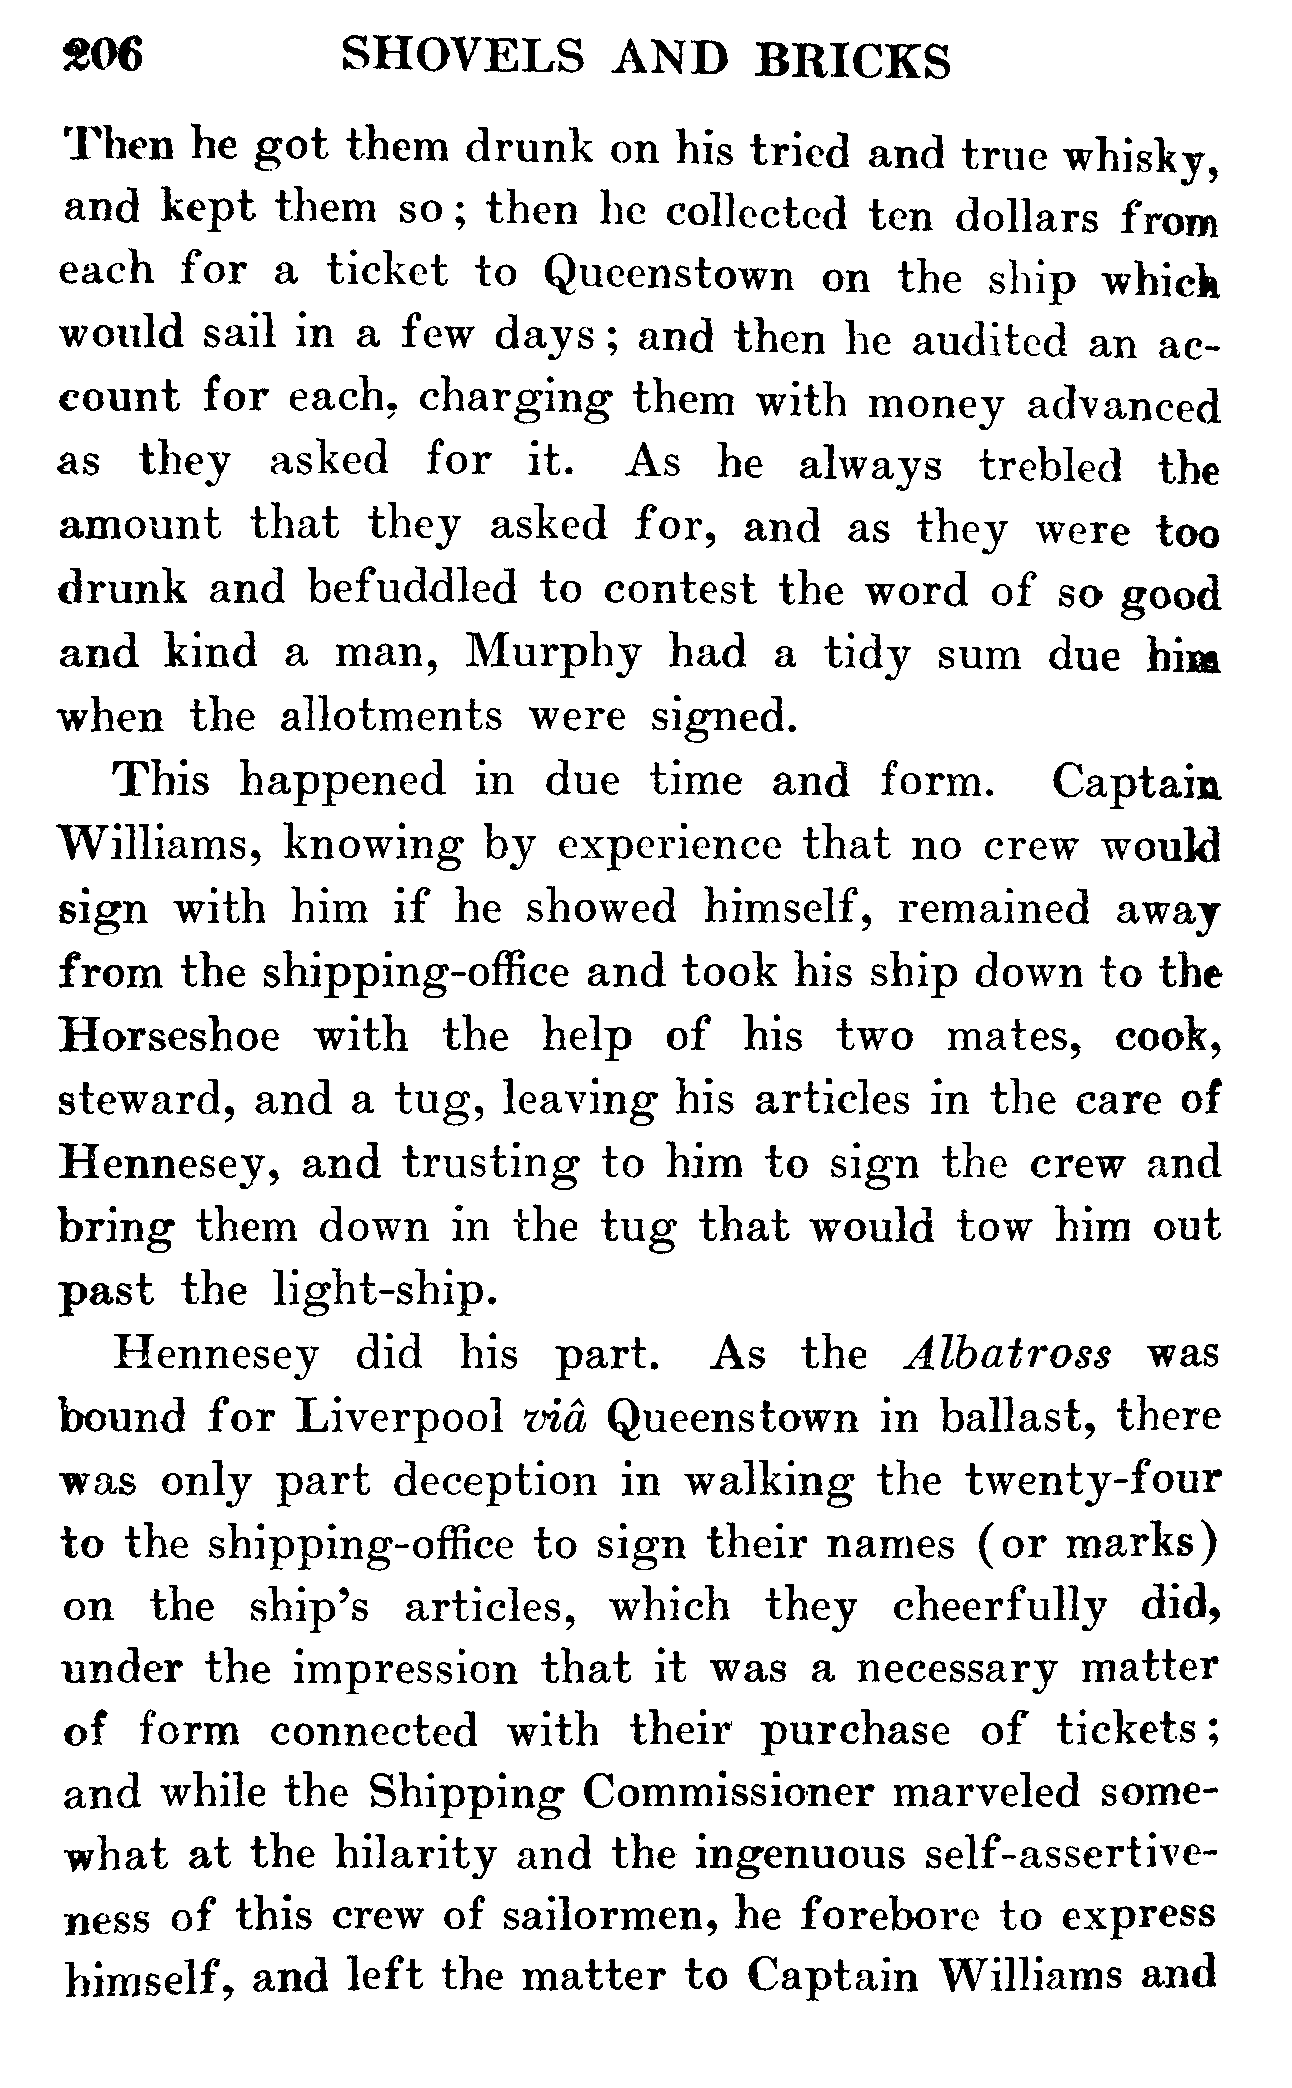 206 SHOVELS AND BRICKS
Then he got them drunk on his tried and true whisky,
and kept them so; then he collected ten dollars from
each for a ticket to Queenstown on the ship which
would sail in a few days; and then he audited an ac-
count for each, charging them with money advanced
as they asked for it. As he always trebled the
amount that they asked for, and as they were too
drunk and befuddled to contest the word of so good
and kind a man, Murphy had a tidy sum due him
when the allotments were signed.
This happened in due time and form. Captain
Williams, knowing by experience that no crew would
sign with him if he showed himself, remained away
from the shipping-office and took his ship down to the
Horseshoe with the help of his two mates, cook,
steward, and a tug, leaving his articles in the care of
Hennesey, and trusting to him to sign the crew and
bring them down in the tug that would tow him out
past the light-ship.
Hennesey did his part. As the Albatross was
bound for Liverpool viâ Queenstown in ballast, there
was only part deception in walking the twenty-four
to the shipping-office to sign their names (or marks)
on the ship's articles, which they cheerfully did,
under the impression that it was a necessary matter
of form connected with their purchase of tickets;
and while the Shipping Commissioner marveled some-
what at the hilarity and the ingenuous self-assertive-
ness of this crew of sailormen, he forebore to express
himself, and left the matter to Captain Williams and